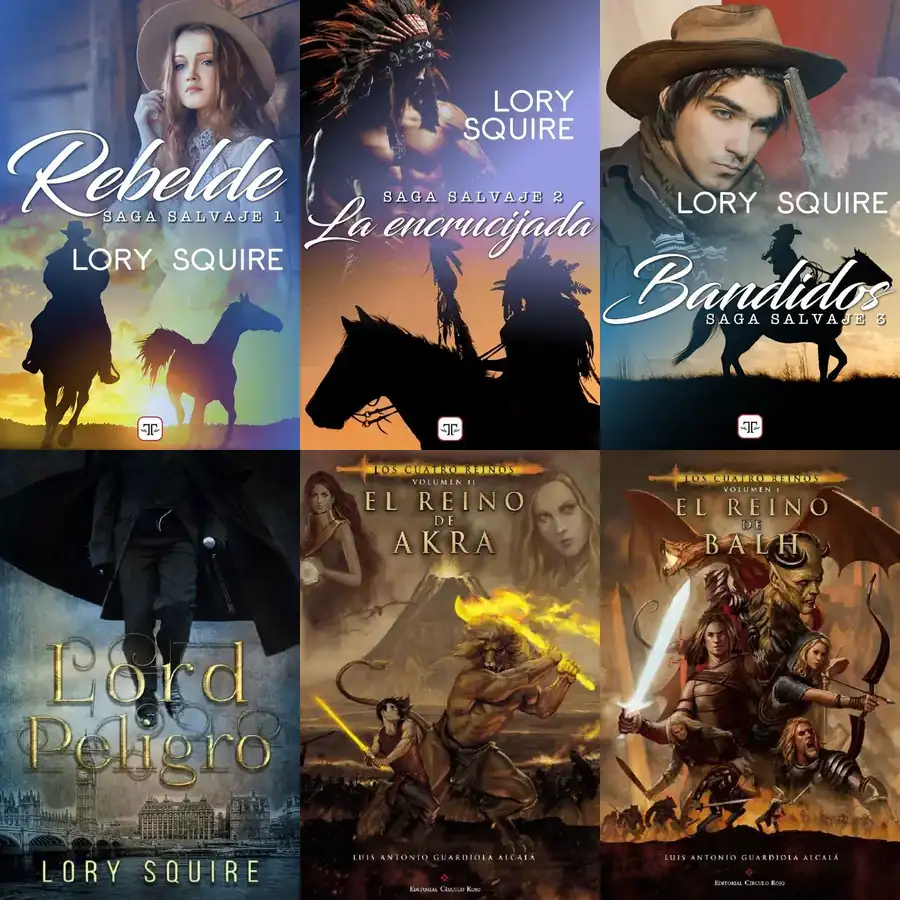 Rebelde
SAGA SALVAJE 1
LORY SQUIRE
LORY
SQUIRE
SAGA SALVAJE 2
La encrucijada
LORY SQUIRE
Bandidos
SAGA SALVAJE 3
Lord
Peligro
LORY SQUIRE
LOS CUATRO REINOS
VOLUMEN II
EL REINO
DE
AKRA
LUIS ANTONIO GUARDIOLA ALCALÁ
EDITORIAL CÍRCULO ROJO
LOS CUATRO REINOS
VOLUMEN I
EL REINO
DE
BALH
LUIS ANTONIO GUARDIOLA ALCALÁ
EDITORIAL CÍRCULO ROJO